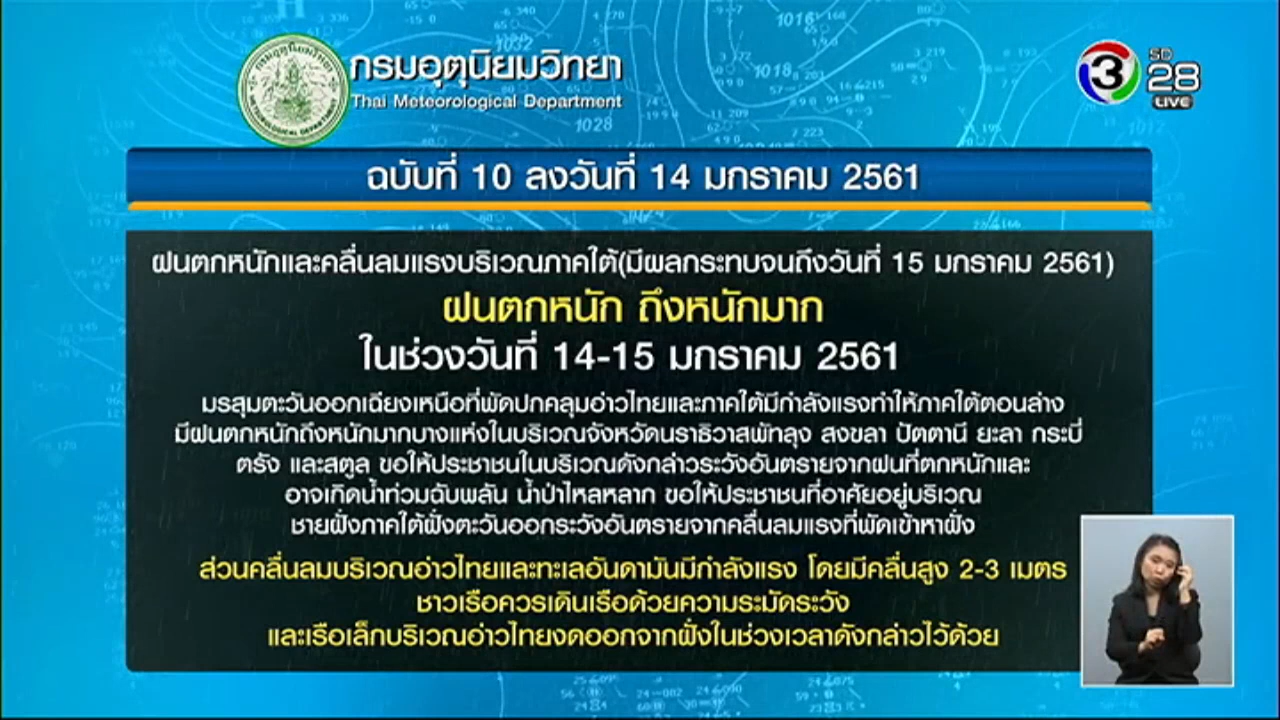 กรมอุตุนิยมวิทยา
Thai Meteorological Department
3 SD 28 LIVE
ฉบับที่ 10 ลงวันที่ 14 มกราคม 2561
ฝนตกหนักและคลื่นลมแรงบริเวณภาคใต้(มีผลกระทบจนถึงวันที่ 15 มกราคม 2561)
ฝนตกหนัก ถึงหนักมาก
ในช่วงวันที่ 14-15 มกราคม 2561
มรสุมตะวันออกเฉียงเหนือที่พัดปกคลุมอ่าวไทยและภาคใต้มีกำลังแรงทำให้ภาคใต้ตอนล่าง
มีฝนตกหนักถึงหนักมากบางแห่งในบริเวณจังหวัดนราธิวาสพัทลุง สงขลา ปัตตานี ยะลา กระบี่
ตรัง และสตูล ขอให้ประชาชนในบริเวณดังกล่าวระวังอันตรายจากฝนที่ตกหนักและ
อาจเกิดน้ำท่วมฉับพลัน น้ำป่าไหลหลาก ขอให้ประชาชนที่อาศัยอยู่บริเวณ
ชายฝั่งภาคใต้ฝั่งตะวันออกระวังอันตรายจากคลื่นลมแรงที่พัดเข้าหาฝั่ง
ส่วนคลื่นลมบริเวณอ่าวไทยและทะเลอันดามันมีกำลังแรง โดยมีคลื่นสูง 2-3 เมตร
ชาวเรือควรเดินเรือด้วยความระมัดระวัง
และเรือเล็กบริเวณอ่าวไทยงดออกจากฝั่งในช่วงเวลาดังกล่าวไว้ด้วย